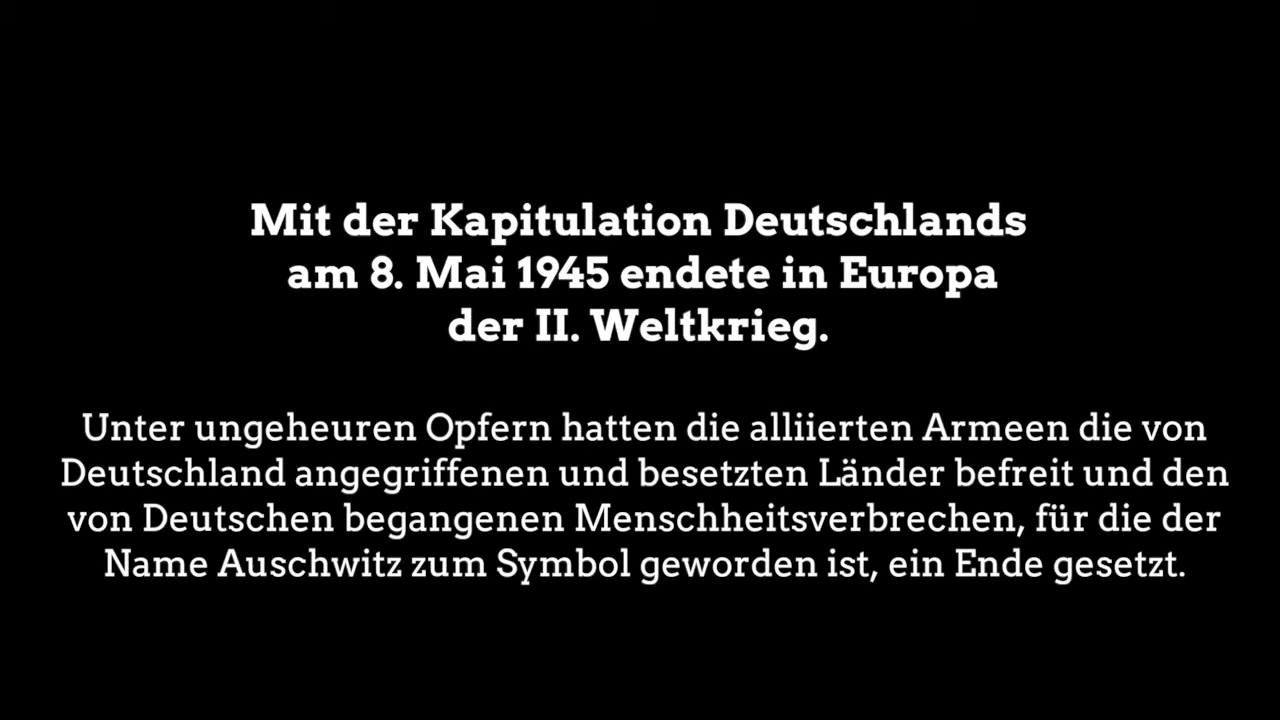 Mit der Kapitulation Deutschlands
am 8. Mai 1945 endete in Europa
der II. Weltkrieg.
Unter ungeheuren Opfern hatten die alliierten Armeen die von
Deutschland angegriffenen und besetzten Länder befreit und den
von Deutschen begangenen Menschheitsverbrechen, für die der
Name Auschwitz zum Symbol geworden ist, ein Ende gesetzt.